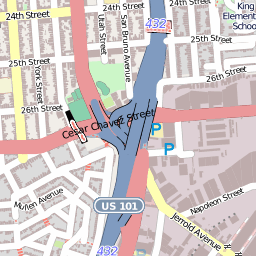 24th Street
24th Street
432
King
Elementary
School
25th Street
25th Street
Utah Street
San Bruno Avenue
York Street
26th Street
26th Street
Cesar Chavez Street
P
P
Mullen Avenue
US 101
Napoleon Street
Jerrold Avenue
432